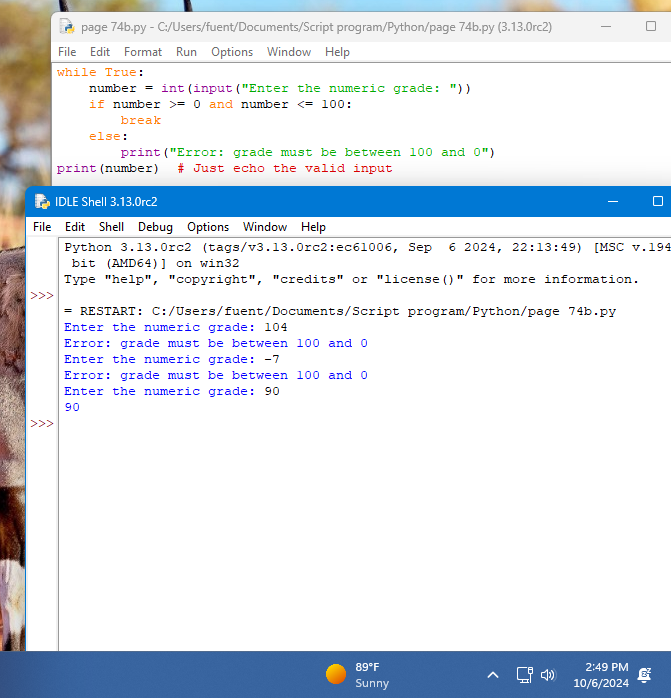 page 74b.py - C:/Users/fuent/Documents/Script program/Python/page 74b.py (3.13.0rc2)
File Edit Format Run Options Window Help
while True:
    number = int(input("Enter the numeric grade: "))
    if number >= 0 and number <= 100:
        break
    else:
        print("Error: grade must be between 100 and 0")
print(number)  # Just echo the valid input
IDLE Shell 3.13.0rc2
File Edit Shell Debug Options Window Help
Python 3.13.0rc2 (tags/v3.13.0rc2:ec61006, Sep  6 2024, 22:13:49) [MSC v.194
 bit (AMD64)] on win32
Type "help", "copyright", "credits" or "license()" for more information.
>>>
= RESTART: C:/Users/fuent/Documents/Script program/Python/page 74b.py
Enter the numeric grade: 104
Error: grade must be between 100 and 0
Enter the numeric grade: -7
Error: grade must be between 100 and 0
Enter the numeric grade: 90
90
>>>
89°F
Sunny
2:49 PM
10/6/2024